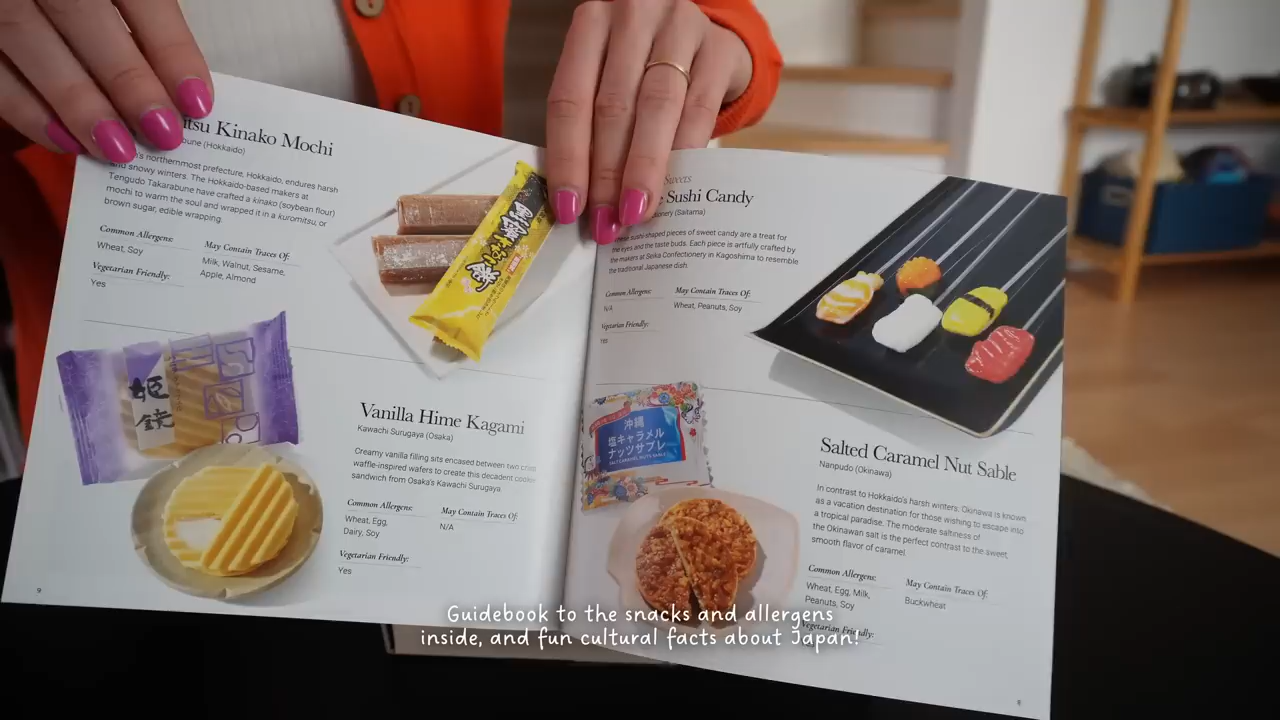 itsu Kinako Mochi
bune (Hokkaido)
's northernmost prefecture, Hokkaido, endures harsh
and snowy winters. The Hokkaido-based makers at
Tengudo Takarabune have crafted a kinako (soybean flour)
mochi to warm the soul and wrapped it in a kuromitsu, or
brown sugar, edible wrapping.
Common Allergens:
Wheat, Soy
May Contain Traces Of:
Milk, Walnut, Sesame,
Apple, Almond
Vegetarian Friendly:
Yes
姫
鏡
Vanilla Hime Kagami
Kawachi Surugaya (Osaka)
Creamy vanilla filling sits encased between two crisp
waffle-inspired wafers to create this decadent cookie
sandwich from Osaka's Kawachi Surugaya.
Common Allergens:
Wheat, Egg,
Dairy, Soy
May Contain Traces Of:
N/A
Vegetarian Friendly:
Yes
9
Sweets
Sushi Candy
(Saitama)
These sushi-shaped pieces of sweet candy are a treat for
the eyes and the taste buds. Each piece is artfully crafted by
the makers at Seika Confectionery in Kagoshima to resemble
the traditional Japanese dish.
Common Allergens:
N/A
May Contain Traces Of:
Wheat, Peanuts, Soy
Vegetarian Friendly:
Yes
沖縄
塩キャラメル
ナッツサブレ
SALT CARAMEL NUTS SABLE
Salted Caramel Nut Sable
Nanpudo (Okinawa)
In contrast to Hokkaido's harsh winters, Okinawa is known
as a vacation destination for those wishing to escape into
a tropical paradise. The moderate saltiness of
the Okinawan salt is the perfect contrast to the sweet,
smooth flavor of caramel.
Common Allergens:
Wheat, Egg, Milk,
Peanuts, Soy
May Contain Traces Of:
Buckwheat
Vegetarian Friendly:
Guidebook to the snacks and allergens
inside, and fun cultural facts about Japan!